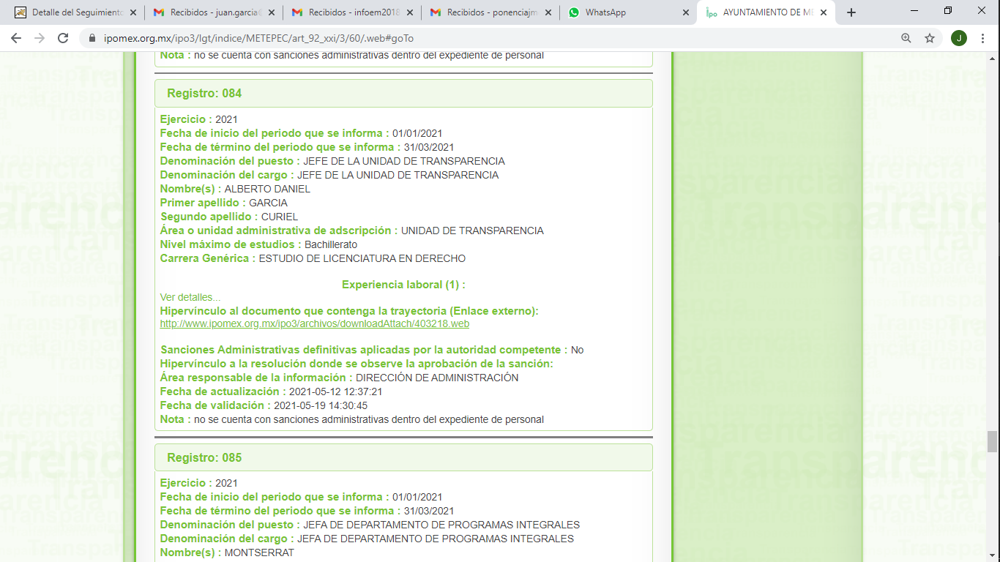 Detalle del Seguimiento
Recibidos - juan.garcia@
Recibidos - infoem2018
Recibidos - ponenciajm
WhatsApp
ipo
AYUNTAMIENTO DE ME
ipomex.org.mx/ipo3/lgt/indice/METEPEC/art_92_xxi/3/60/.web#goTo
J
Nota : no se cuenta con sanciones administrativas dentro del expediente de personal
Registro: 084
Ejercicio : 2021
Fecha de inicio del periodo que se informa : 01/01/2021
Fecha de término del periodo que se informa : 31/03/2021
Denominación del puesto : JEFE DE LA UNIDAD DE TRANSPARENCIA
Denominación del cargo : JEFE DE LA UNIDAD DE TRANSPARENCIA
Nombre(s) : ALBERTO DANIEL
Primer apellido : GARCIA
Segundo apellido : CURIEL
Área o unidad administrativa de adscripción : UNIDAD DE TRANSPARENCIA
Nivel máximo de estudios : Bachillerato
Carrera Genérica : ESTUDIO DE LICENCIATURA EN DERECHO
Experiencia laboral (1) :
Ver detalles...
Hipervínculo al documento que contenga la trayectoria (Enlace externo):
http://www.ipomex.org.mx/ipo3/archivos/downloadAttach/403218.web
Sanciones Administrativas definitivas aplicadas por la autoridad competente : No
Hipervínculo a la resolución donde se observe la aprobación de la sanción:
Área responsable de la información : DIRECCIÓN DE ADMINISTRACIÓN
Fecha de actualización : 2021-05-12 12:37:21
Fecha de validación : 2021-05-19 14:30:45
Nota : no se cuenta con sanciones administrativas dentro del expediente de personal
Registro: 085
Ejercicio : 2021
Fecha de inicio del periodo que se informa : 01/01/2021
Fecha de término del periodo que se informa : 31/03/2021
Denominación del puesto : JEFA DE DEPARTAMENTO DE PROGRAMAS INTEGRALES
Denominación del cargo : JEFA DE DEPARTAMENTO DE PROGRAMAS INTEGRALES
Nombre(s) : MONTSERRAT